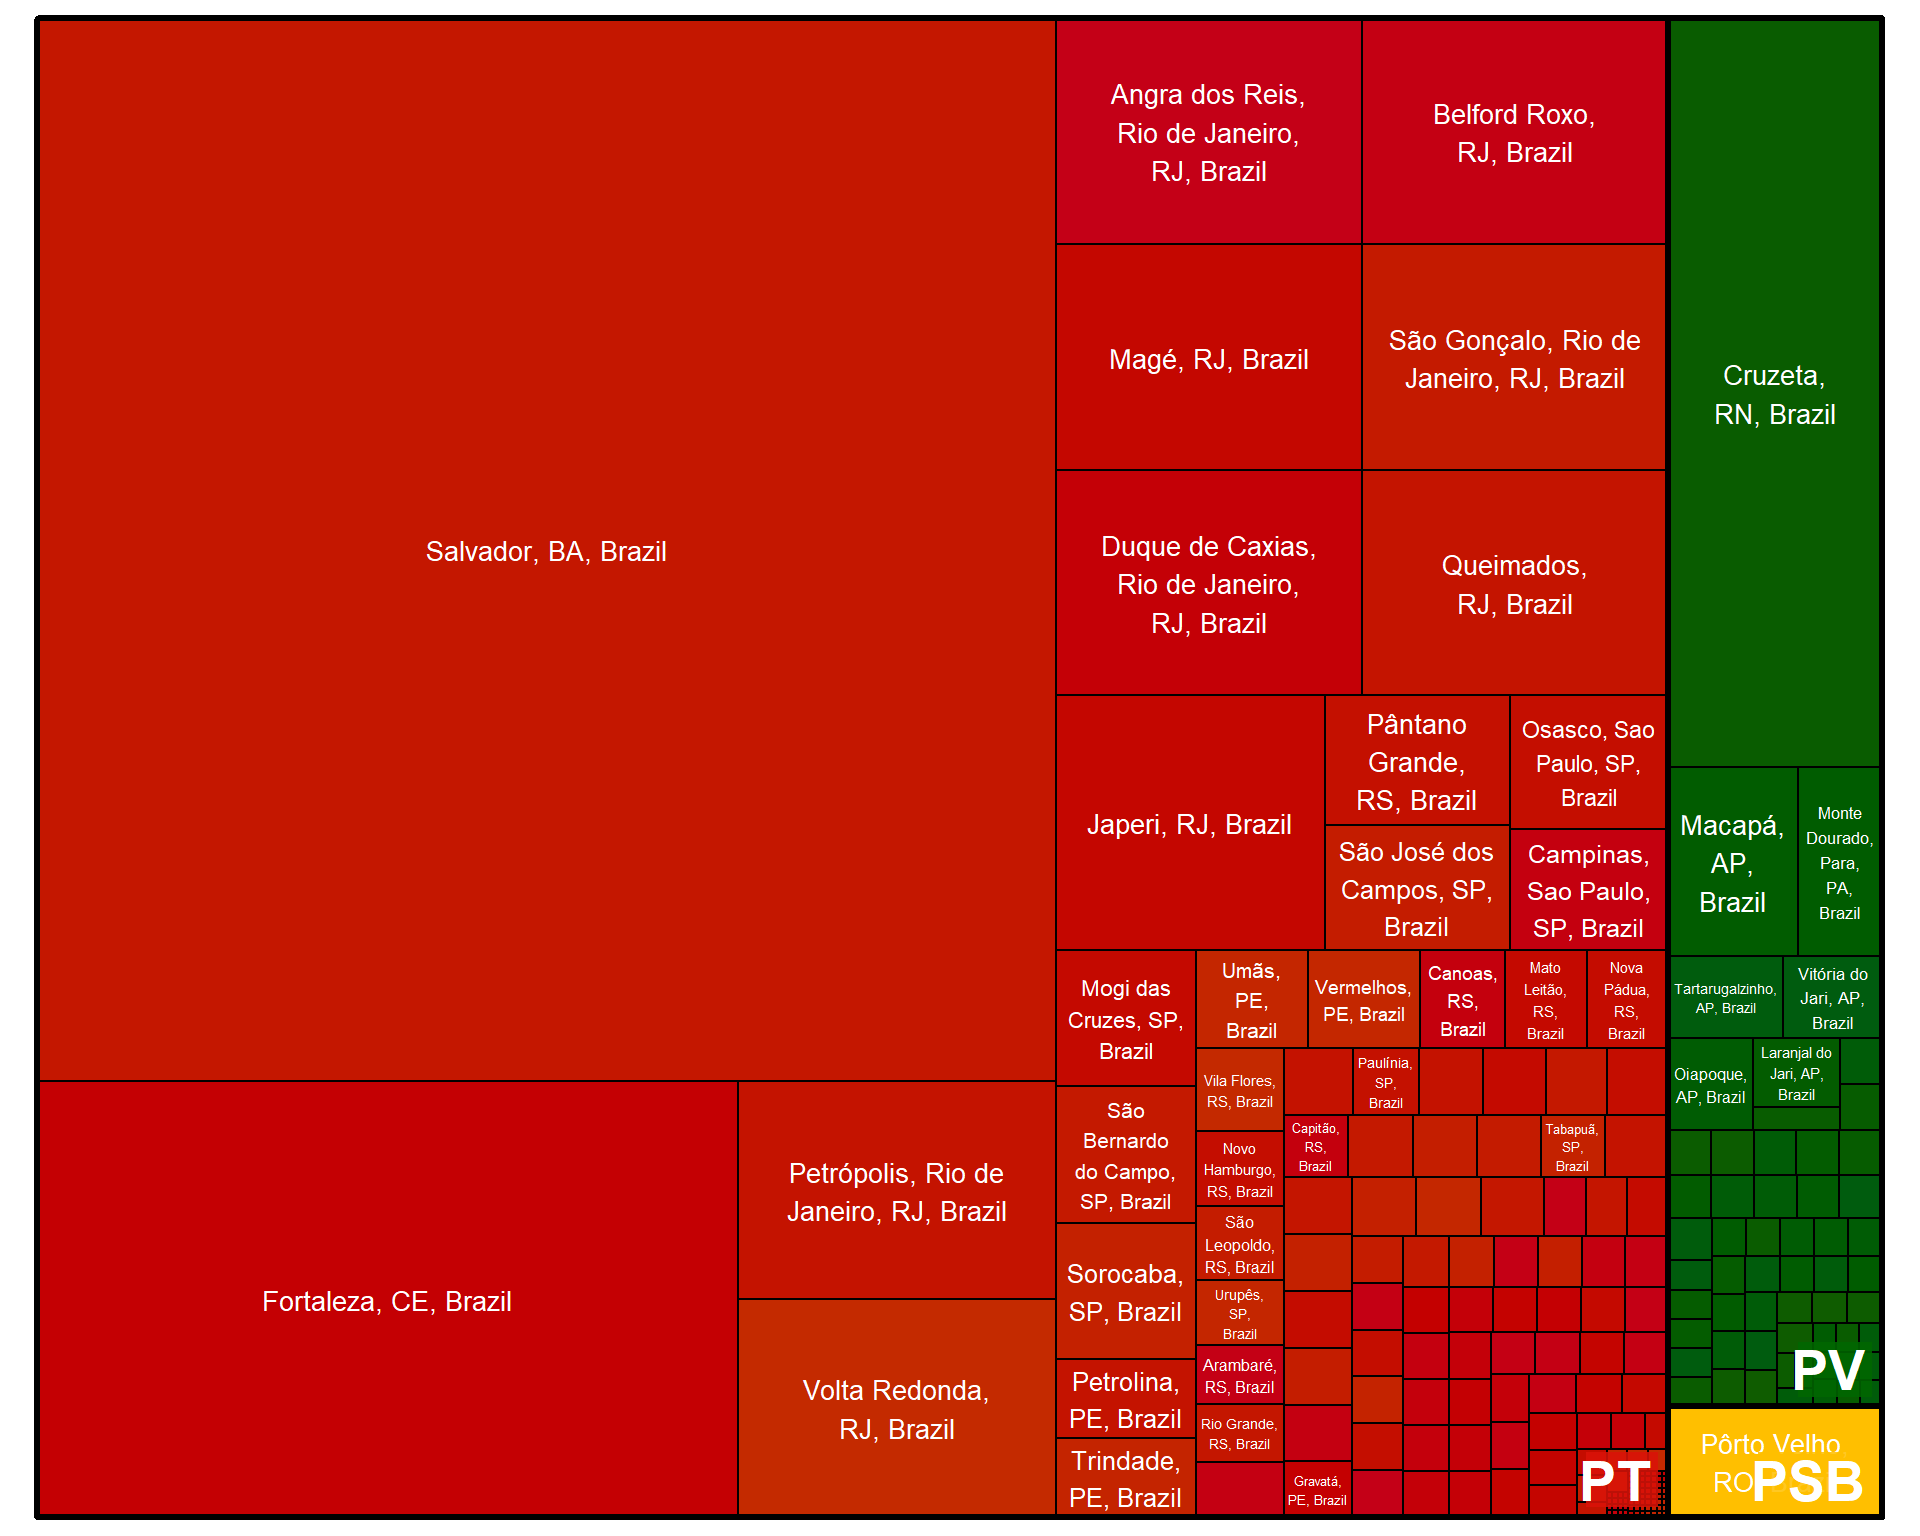 Salvador, BA, Brazil
Fortaleza, CE, Brazil
Petrópolis, Rio de
Janeiro, RJ, Brazil
Volta Redonda,
RJ, Brazil
Angra dos Reis,
Rio de Janeiro,
RJ, Brazil
Belford Roxo,
RJ, Brazil
Magé, RJ, Brazil
São Gonçalo, Rio de
Janeiro, RJ, Brazil
Duque de Caxias,
Rio de Janeiro,
RJ, Brazil
Queimados,
RJ, Brazil
Japeri, RJ, Brazil
Pântano
Grande,
RS, Brazil
Osasco, Sao
Paulo, SP,
Brazil
São José dos
Campos, SP,
Brazil
Campinas,
Sao Paulo,
SP, Brazil
Mogi das
Cruzes, SP,
Brazil
São
Bernardo
do Campo,
SP, Brazil
Sorocaba,
SP, Brazil
Petrolina,
PE, Brazil
Trindade,
PE, Brazil
Umãs,
PE,
Brazil
Vermelhos,
PE, Brazil
Canoas,
RS,
Brazil
Mato
Leitão,
RS,
Brazil
Nova
Pádua,
RS,
Brazil
Vila Flores,
RS, Brazil
Novo
Hamburgo,
RS, Brazil
São
Leopoldo,
RS, Brazil
Urupês,
SP,
Brazil
Arambaré,
RS, Brazil
Rio Grande,
RS, Brazil
Paulínia,
SP,
Brazil
Capitão,
RS,
Brazil
Tabapuã,
SP,
Brazil
Gravatá,
PE, Brazil
PT
Cruzeta,
RN, Brazil
Macapá,
AP,
Brazil
Monte
Dourado,
Para,
PA,
Brazil
Tartarugalzinho,
AP, Brazil
Vitória do
Jari, AP,
Brazil
Oiapoque,
AP, Brazil
Laranjal do
Jari, AP,
Brazil
PV
Pôrto Velho
RO
PSB